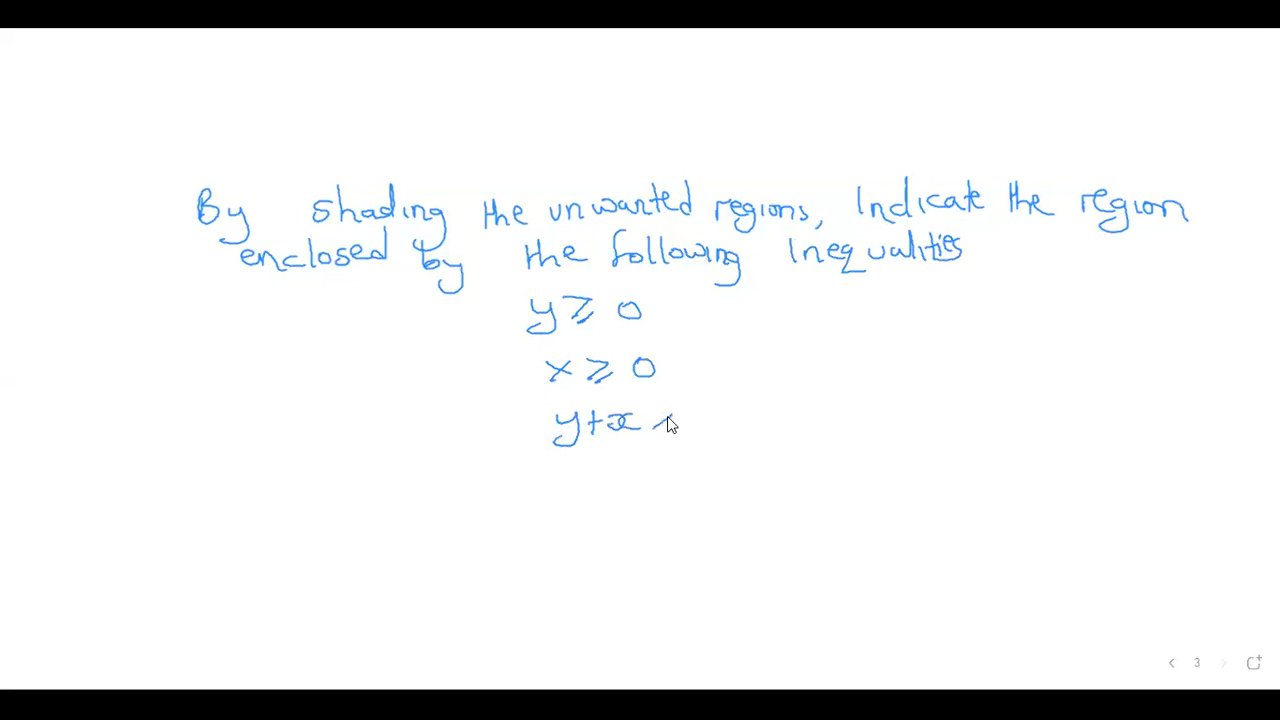 By shading the unwanted regions, Indicate the region
enclosed by the following Inequalities
y ≥ 0
x ≥ 0
y+x
3